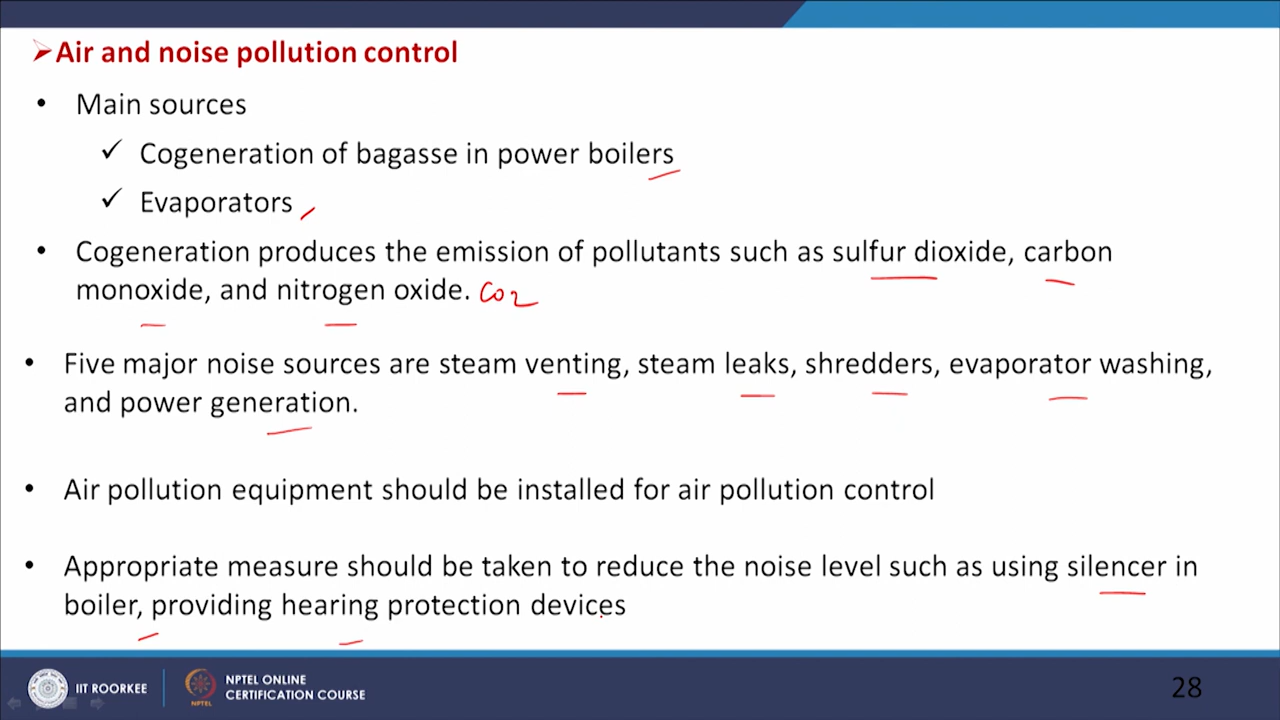 Air and noise pollution control
• Main sources
✓ Cogeneration of bagasse in power boilers
✓ Evaporators
• Cogeneration produces the emission of pollutants such as sulfur dioxide, carbon
monoxide, and nitrogen oxide. CO2
• Five major noise sources are steam venting, steam leaks, shredders, evaporator washing,
and power generation.
• Air pollution equipment should be installed for air pollution control
• Appropriate measure should be taken to reduce the noise level such as using silencer in
boiler, providing hearing protection devices
IIT ROORKEE
NPTEL
NPTEL ONLINE
CERTIFICATION COURSE
28